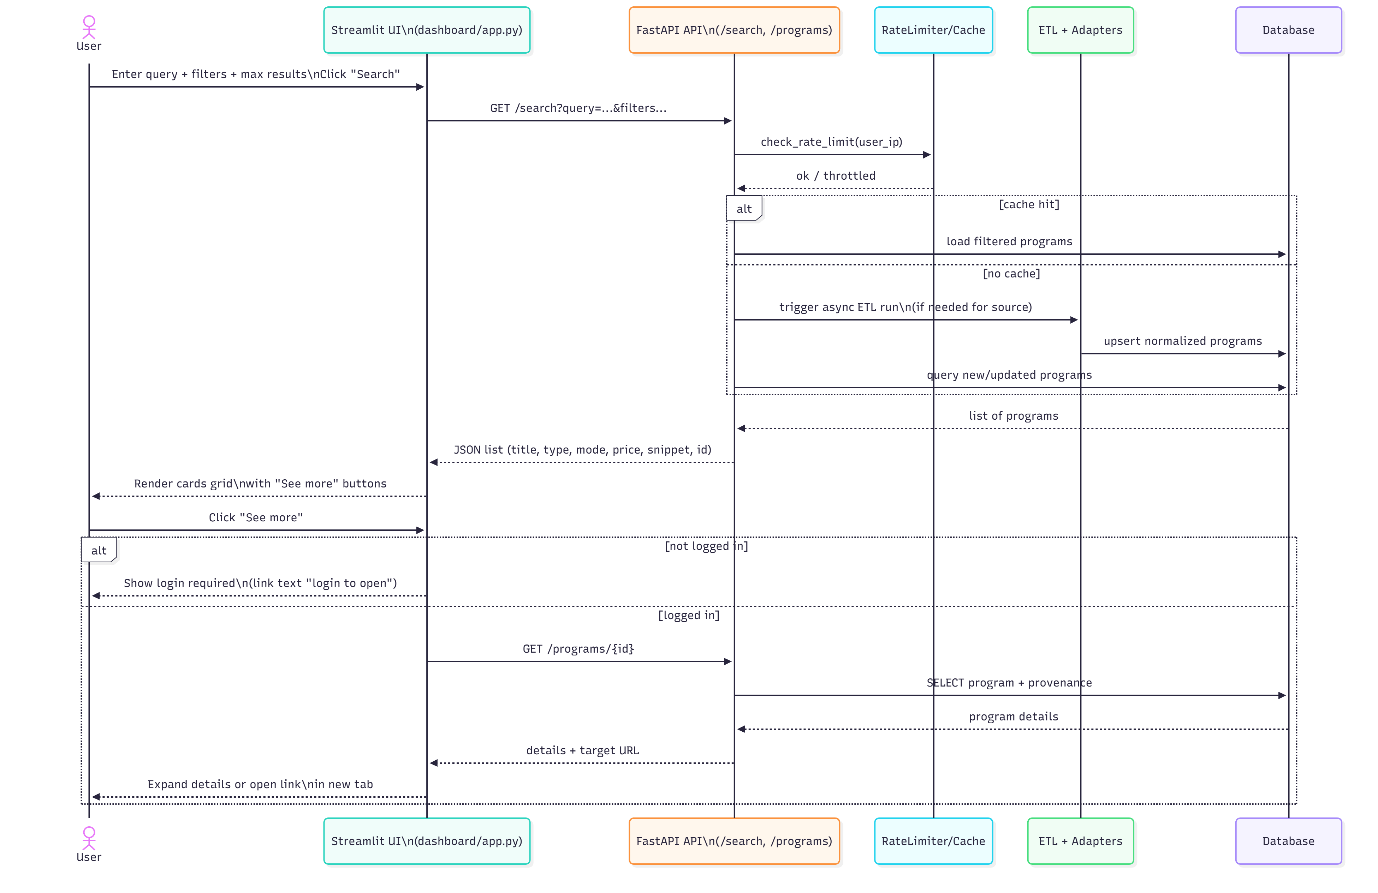 User
Streamlit UI\n(dashboard/app.py)
FastAPI API\n(/search, /programs)
RateLimiter/Cache
ETL + Adapters
Database
Enter query + filters + max results\nClick "Search"
GET /search?query=...&filters...
check_rate_limit(user_ip)
ok / throttled
alt
[cache hit]
load filtered programs
[no cache]
trigger async ETL run\n(if needed for source)
upsert normalized programs
query new/updated programs
list of programs
JSON list (title, type, mode, price, snippet, id)
Render cards grid\nwith "See more" buttons
Click "See more"
alt
[not logged in]
Show login required\n(link text "login to open")
[logged in]
GET /programs/{id}
SELECT program + provenance
program details
details + target URL
Expand details or open link\nin new tab
User
Streamlit UI\n(dashboard/app.py)
FastAPI API\n(/search, /programs)
RateLimiter/Cache
ETL + Adapters
Database